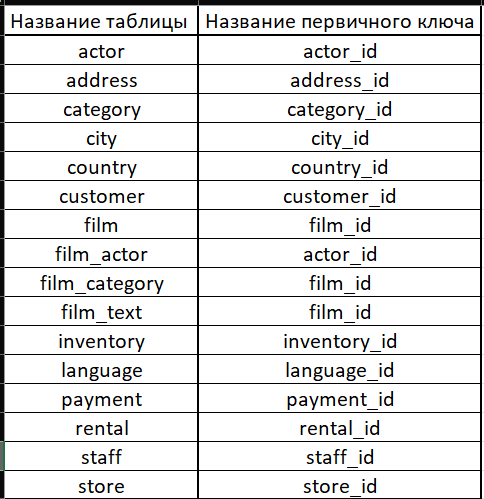 Название таблицы Название первичного ключа
actor actor_id
address address_id
category category_id
city city_id
country country_id
customer customer_id
film film_id
film_actor actor_id
film_category film_id
film_text film_id
inventory inventory_id
language language_id
payment payment_id
rental rental_id
staff staff_id
store store_id